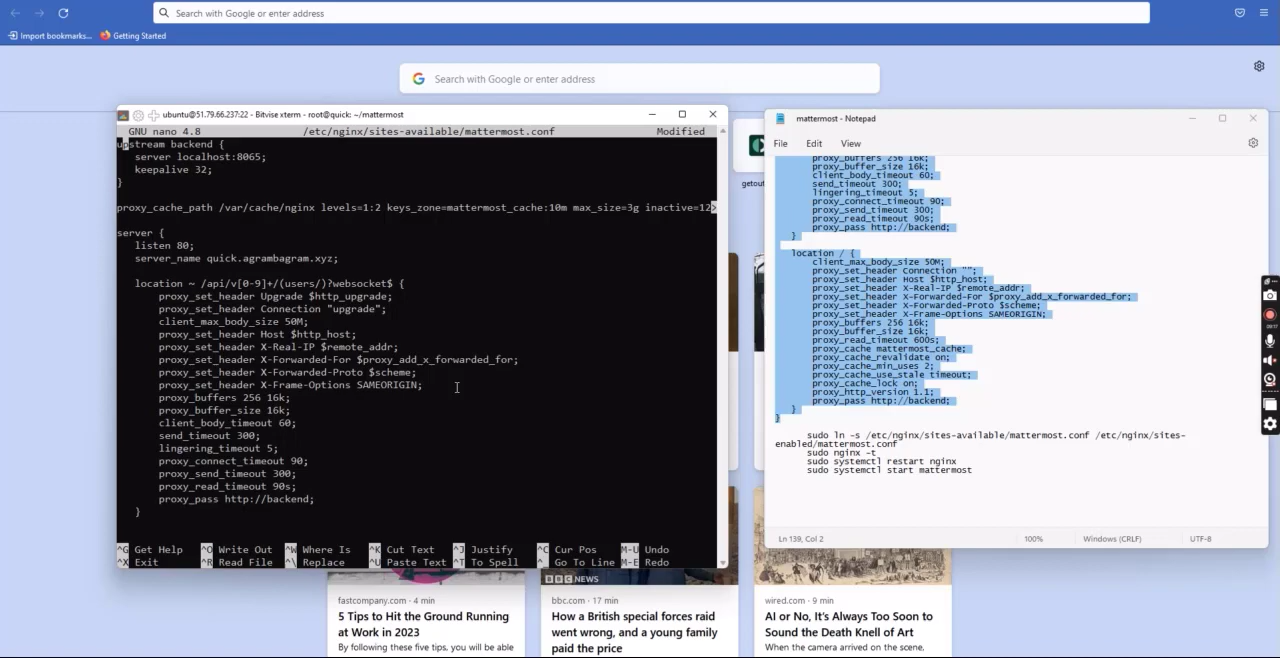 Search with Google or enter address
Import bookmarks...
Getting Started
Search with Google or enter address
ubuntu@51.79.66.237:22 - Bitvise xterm - root@quick: ~/mattermost
GNU nano 4.8 /etc/nginx/sites-available/mattermost.conf Modified
upstream backend {
server localhost:8065;
keepalive 32;
}
proxy_cache_path /var/cache/nginx levels=1:2 keys_zone=mattermost_cache:10m max_size=3g inactive=12>
server {
listen 80;
server_name quick.agrambagram.xyz;
location ~ /api/v[0-9]+/(users/)?websocket$ {
proxy_set_header Upgrade $http_upgrade;
proxy_set_header Connection "upgrade";
client_max_body_size 50M;
proxy_set_header Host $http_host;
proxy_set_header X-Real-IP $remote_addr;
proxy_set_header X-Forwarded-For $proxy_add_x_forwarded_for;
proxy_set_header X-Forwarded-Proto $scheme;
proxy_set_header X-Frame-Options SAMEORIGIN;
proxy_buffers 256 16k;
proxy_buffer_size 16k;
client_body_timeout 60;
send_timeout 300;
lingering_timeout 5;
proxy_connect_timeout 90;
proxy_send_timeout 300;
proxy_read_timeout 90s;
proxy_pass http://backend;
}
^G Get Help ^O Write Out ^W Where Is ^K Cut Text ^J Justify ^C Cur Pos M-U Undo
^X Exit ^R Read File ^\ Replace ^U Paste Text ^T To Spell ^_ Go To Line M-E Redo
mattermost - Notepad
File Edit View
proxy_buffers 256 16k;
proxy_buffer_size 16k;
client_body_timeout 60;
send_timeout 300;
lingering_timeout 5;
proxy_connect_timeout 90;
proxy_send_timeout 300;
proxy_read_timeout 90s;
proxy_pass http://backend;
}
location / {
client_max_body_size 50M;
proxy_set_header Connection "";
proxy_set_header Host $http_host;
proxy_set_header X-Real-IP $remote_addr;
proxy_set_header X-Forwarded-For $proxy_add_x_forwarded_for;
proxy_set_header X-Forwarded-Proto $scheme;
proxy_set_header X-Frame-Options SAMEORIGIN;
proxy_buffers 256 16k;
proxy_buffer_size 16k;
proxy_read_timeout 600s;
proxy_cache mattermost_cache;
proxy_cache_revalidate on;
proxy_cache_min_uses 2;
proxy_cache_use_stale timeout;
proxy_cache_lock on;
proxy_http_version 1.1;
proxy_pass http://backend;
}
}
sudo ln -s /etc/nginx/sites-available/mattermost.conf /etc/nginx/sites-
enabled/mattermost.conf
sudo nginx -t
sudo systemctl restart nginx
sudo systemctl start mattermost
Ln 139, Col 2 100% Windows (CRLF) UTF-8
getout
BBC NEWS
fastcompany.com · 4 min
5 Tips to Hit the Ground Running
at Work in 2023
By following these five tips, you will be able
bbc.com · 17 min
How a British special forces raid
went wrong, and a young family
paid the price
wired.com · 9 min
AI or No, It's Always Too Soon to
Sound the Death Knell of Art
When the camera arrived on the scene,